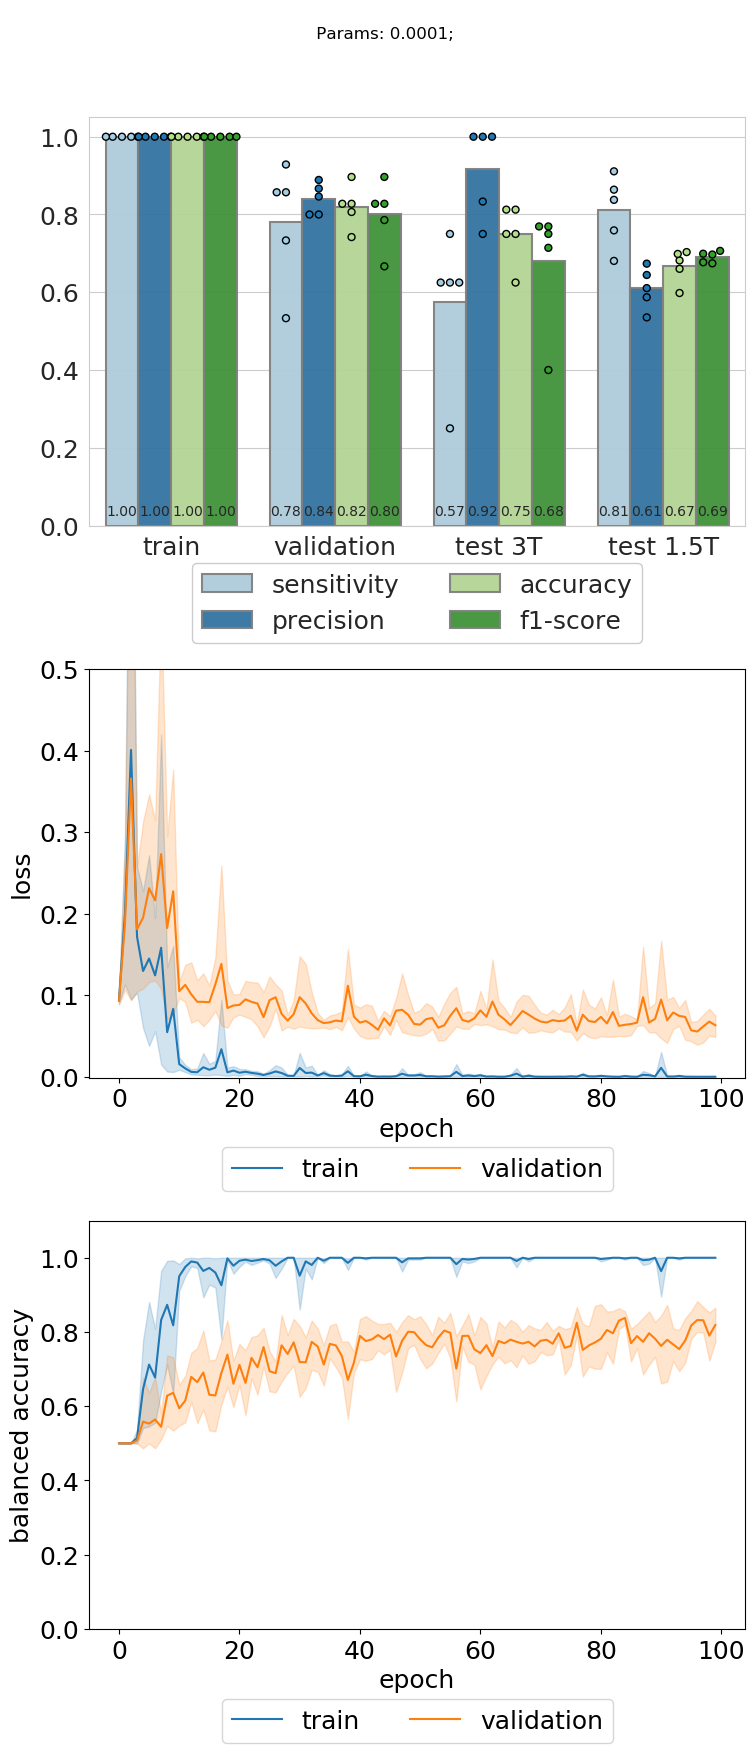 Params: 0.0001;
1.0
0.8
0.6
0.4
0.2
0.0
1.00 1.00 1.00 1.00 0.78 0.84 0.82 0.80 0.57 0.92 0.75 0.68 0.81 0.61 0.67 0.69
train validation test 3T test 1.5T
sensitivity accuracy
precision f1-score
0.5
0.4
0.3
0.2
0.1
0.0
loss
0 20 40 60 80 100
epoch
train validation
1.0
0.8
0.6
0.4
0.2
0.0
balanced accuracy
0 20 40 60 80 100
epoch
train validation